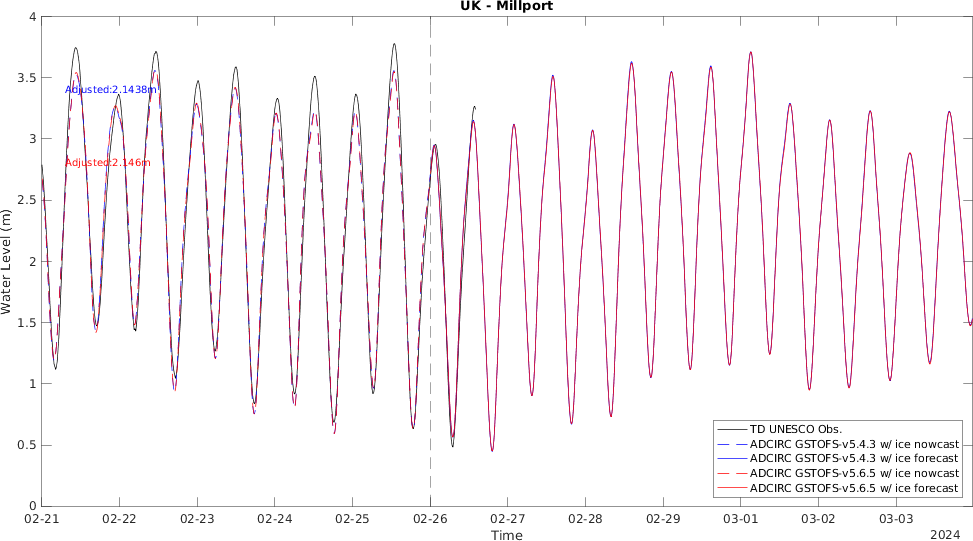 UK - Millport
4
3.5
3
2.5
2
1.5
1
0.5
0
Water Level (m)
Adjusted:2.1438m
Adjusted:2.146m
TD UNESCO Obs.
ADCIRC GSTOFS-v5.4.3 w/ ice nowcast
ADCIRC GSTOFS-v5.4.3 w/ ice forecast
ADCIRC GSTOFS-v5.6.5 w/ ice nowcast
ADCIRC GSTOFS-v5.6.5 w/ ice forecast
02-21 02-22 02-23 02-24 02-25 02-26 02-27 02-28 02-29 03-01 03-02 03-03
Time
2024